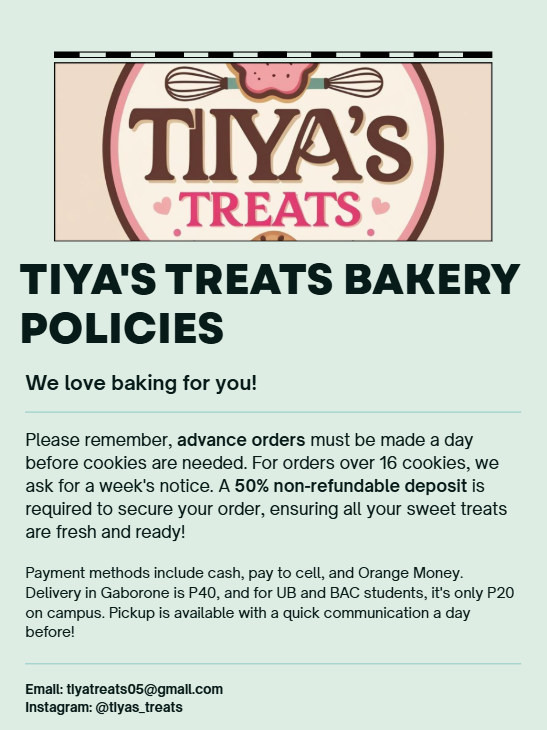 TIYA'S
TREATS
TIYA'S TREATS BAKERY
POLICIES
We love baking for you!
Please remember, advance orders must be made a day
before cookies are needed. For orders over 16 cookies, we
ask for a week's notice. A 50% non-refundable deposit is
required to secure your order, ensuring all your sweet treats
are fresh and ready!
Payment methods include cash, pay to cell, and Orange Money.
Delivery in Gaborone is P40, and for UB and BAC students, it's only P20
on campus. Pickup is available with a quick communication a day
before!
Email: tiyatreats05@gmail.com
Instagram: @tiyas_treats